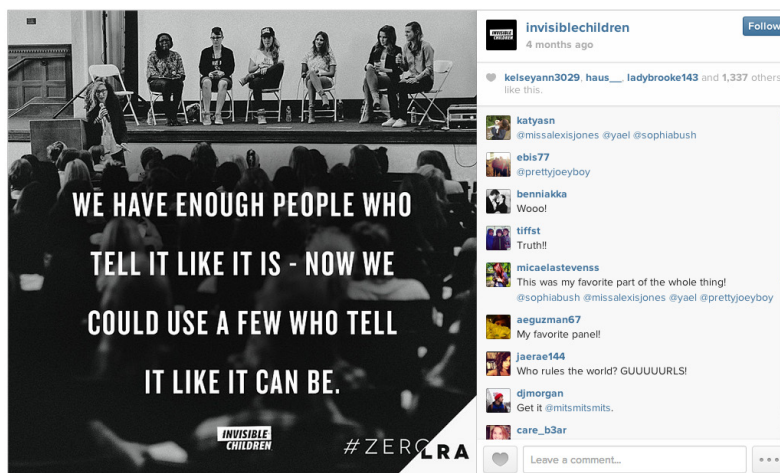 WE HAVE ENOUGH PEOPLE WHO
TELL IT LIKE IT IS - NOW WE
COULD USE A FEW WHO TELL
IT LIKE IT CAN BE.
INVISIBLE
CHILDREN
#ZERO
LRA
INVISIBLE
CHILDREN
invisiblechildren
4 months ago
Follow
kelseyann3029, haus__, ladybrooke143 and 1,337 others
like this.
katyasn
@missalexisjones @yael @sophiabush
ebis77
@prettyjoeyboy
benniakka
Wooo!
tiffst
Truth!!
micaelastevenss
This was my favorite part of the whole thing!
@sophiabush @missalexisjones @yael @prettyjoeyboy
aeguzman67
My favorite panel!
jaerae144
Who rules the world? GUUUUURLS!
djmorgan
Get it @mitsmitsmits.
care_b3ar
Leave a comment...